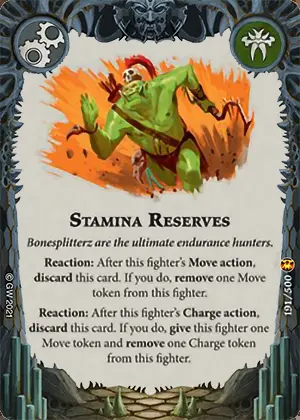 STAMINA RESERVES
Bonesplitterz are the ultimate endurance hunters.
Reaction: After this fighter's Move action,
discard this card. If you do, remove one Move
token from this fighter.
Reaction: After this fighter's Charge action,
discard this card. If you do, give this fighter one
Move token and remove one Charge token
from this fighter.
© GW 2021
191/500